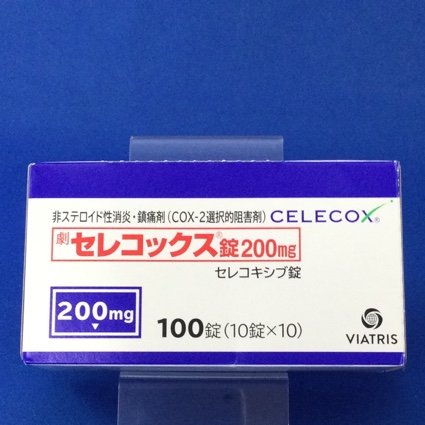 非ステロイド性消炎・鎮痛剤(COX-2選択的阻害剤) CELECOX®
劇 セレコックス®錠200mg
セレコキシブ錠
200mg
100錠(10錠×10)
VIATRIS